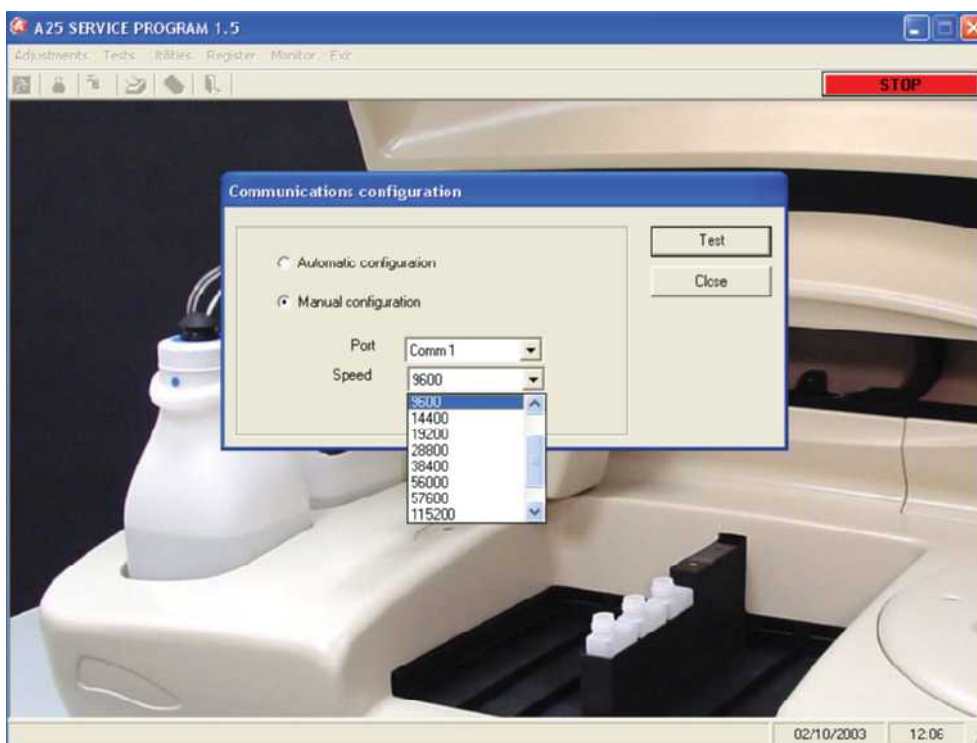 A25 SERVICE PROGRAM 1.5
Adjustments Tests Utilities Register Monitor Exit
STOP
Communications configuration
Automatic configuration
Manual configuration
Port Comm 1
Speed 9600
9600
14400
19200
28800
38400
56000
57600
115200
Test
Close
02/10/2003 12:06